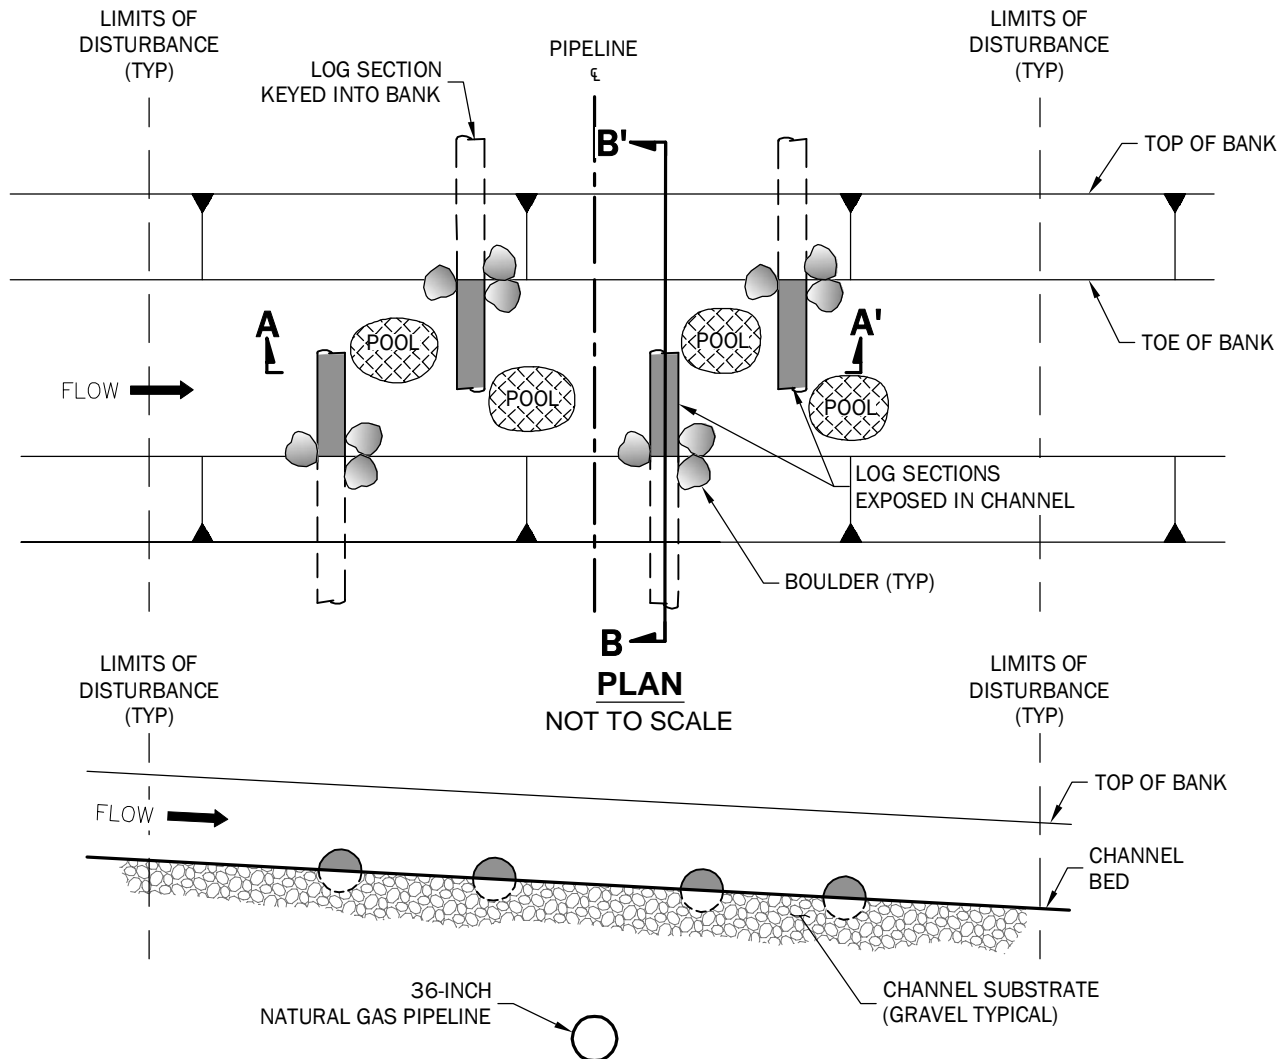 LIMITS OF
DISTURBANCE
(TYP)
LOG SECTION
KEYED INTO BANK
PIPELINE
℄
LIMITS OF
DISTURBANCE
(TYP)
B'
TOP OF BANK
A
POOL
POOL
POOL
A'
TOE OF BANK
FLOW
POOL
LOG SECTIONS
EXPOSED IN CHANNEL
BOULDER (TYP)
B
PLAN
NOT TO SCALE
LIMITS OF
DISTURBANCE
(TYP)
LIMITS OF
DISTURBANCE
(TYP)
TOP OF BANK
FLOW
CHANNEL
BED
36-INCH
NATURAL GAS PIPELINE
CHANNEL SUBSTRATE
(GRAVEL TYPICAL)